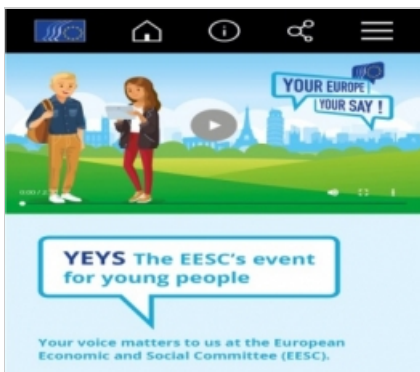 YOUR EUROPE
YOUR SAY !
YEYS The EESC's event
for young people
Your voice matters to us at the European
Economic and Social Committee (EESC).